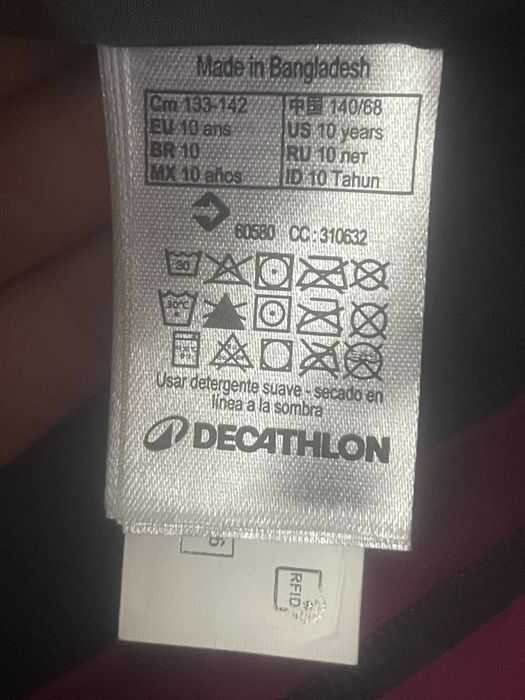 Made in Bangladesh
Cm 133-142
中国 140/68
EU 10 ans
US 10 years
BR 10
RU 10 лет
MX 10 años
ID 10 Tahun
60580 CC:310632
30
30°C
Usar detergente suave - secado en
línea a la sombra
DECATHLON
RFID